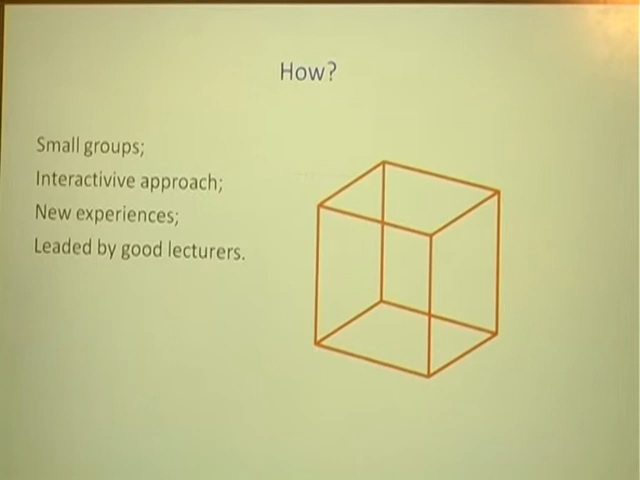 How?
Small groups;
Interactivive approach;
New experiences;
Leaded by good lecturers.